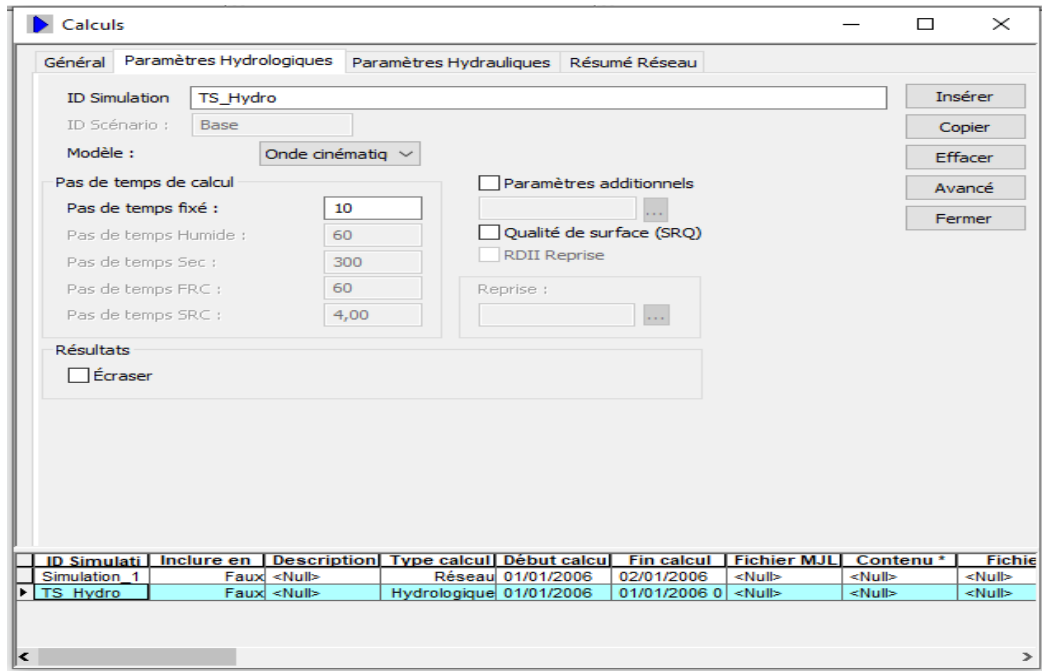 Calculs
Général Paramètres Hydrologiques Paramètres Hydrauliques Résumé Réseau
ID Simulation TS_Hydro
ID Scénario : Base
Modèle : Onde cinématiq
Pas de temps de calcul
Pas de temps fixé : 10
Pas de temps Humide : 60
Pas de temps Sec : 300
Pas de temps FRC : 60
Pas de temps SRC : 4,00
Paramètres additionnels
...
Qualité de surface (SRQ)
RDII Reprise
Reprise :
...
Résultats
Écraser
Insérer
Copier
Effacer
Avancé
Fermer
ID Simulati Inclure en Description Type calcul Début calcu Fin calcul Fichier MJL Contenu * Fichie
Simulation_1 Faux <Null> Réseau 01/01/2006 02/01/2006 <Null> <Null> <Null>
TS_Hydro Faux <Null> Hydrologique 01/01/2006 01/01/2006 0 <Null> <Null> <Null>